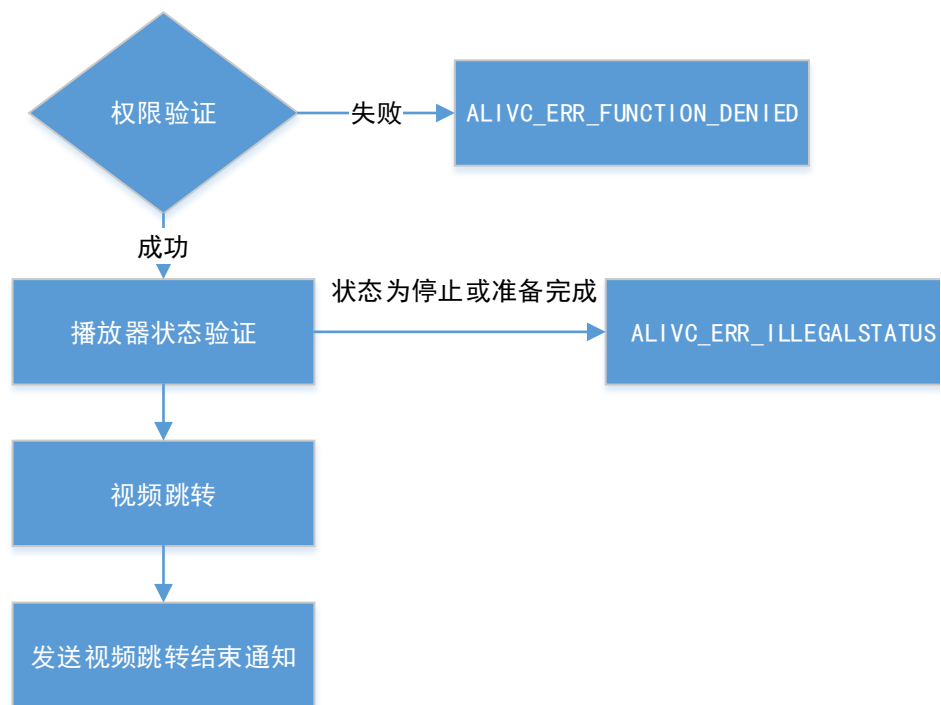 权限验证
失败
ALIVC_ERR_FUNCTION_DENIED
成功
状态为停止或准备完成
播放器状态验证
ALIVC_ERR_ILLEGALSTATUS
视频跳转
发送视频跳转结束通知